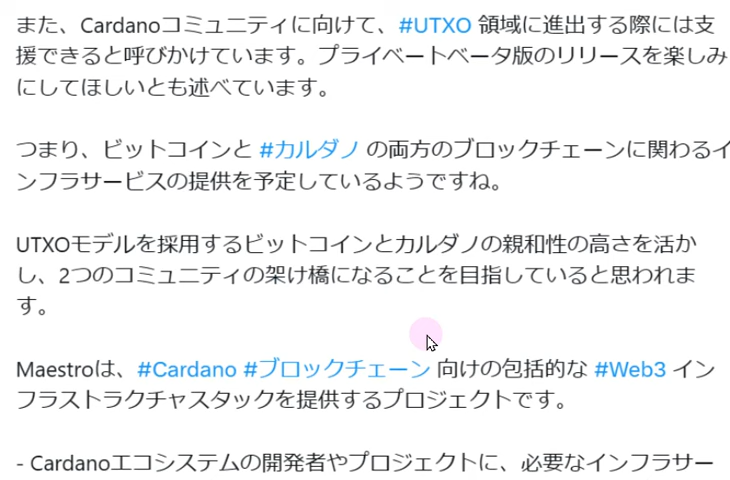 また、Cardanoコミュニティに向けて、#UTXO 領域に進出する際には支
援できると呼びかけています。プライベートベータ版のリリースを楽しみ
にしてほしいとも述べています。
つまり、ビットコインと #カルダノ の両方のブロックチェーンに関わるイ
ンフラサービスの提供を予定しているようですね。
UTXOモデルを採用するビットコインとカルダノの親和性の高さを活か
し、2つのコミュニティの架け橋になることを目指していると思われま
す。
Maestroは、#Cardano #ブロックチェーン 向けの包括的な #Web3 イン
フラストラクチャスタックを提供するプロジェクトです。
- Cardanoエコシステムの開発者やプロジェクトに、必要なインフラサー